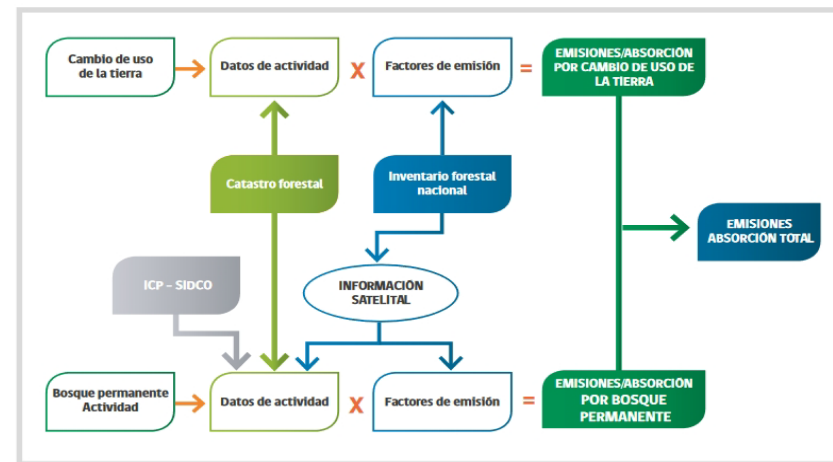 Cambio de uso
de la tierra
Datos de actividad
X
Factores de emisión
=
EMISIONES/ABSORCIÓN
POR CAMBIO DE USO DE
LA TIERRA
Catastro forestal
Inventario forestal
nacional
EMISIONES
ABSORCIÓN TOTAL
ICP – SIDCO
INFORMACIÓN
SATELITAL
Bosque permanente
Actividad
Datos de actividad
X
Factores de emisión
=
EMISIONES/ABSORCIÓN
POR BOSQUE
PERMANENTE